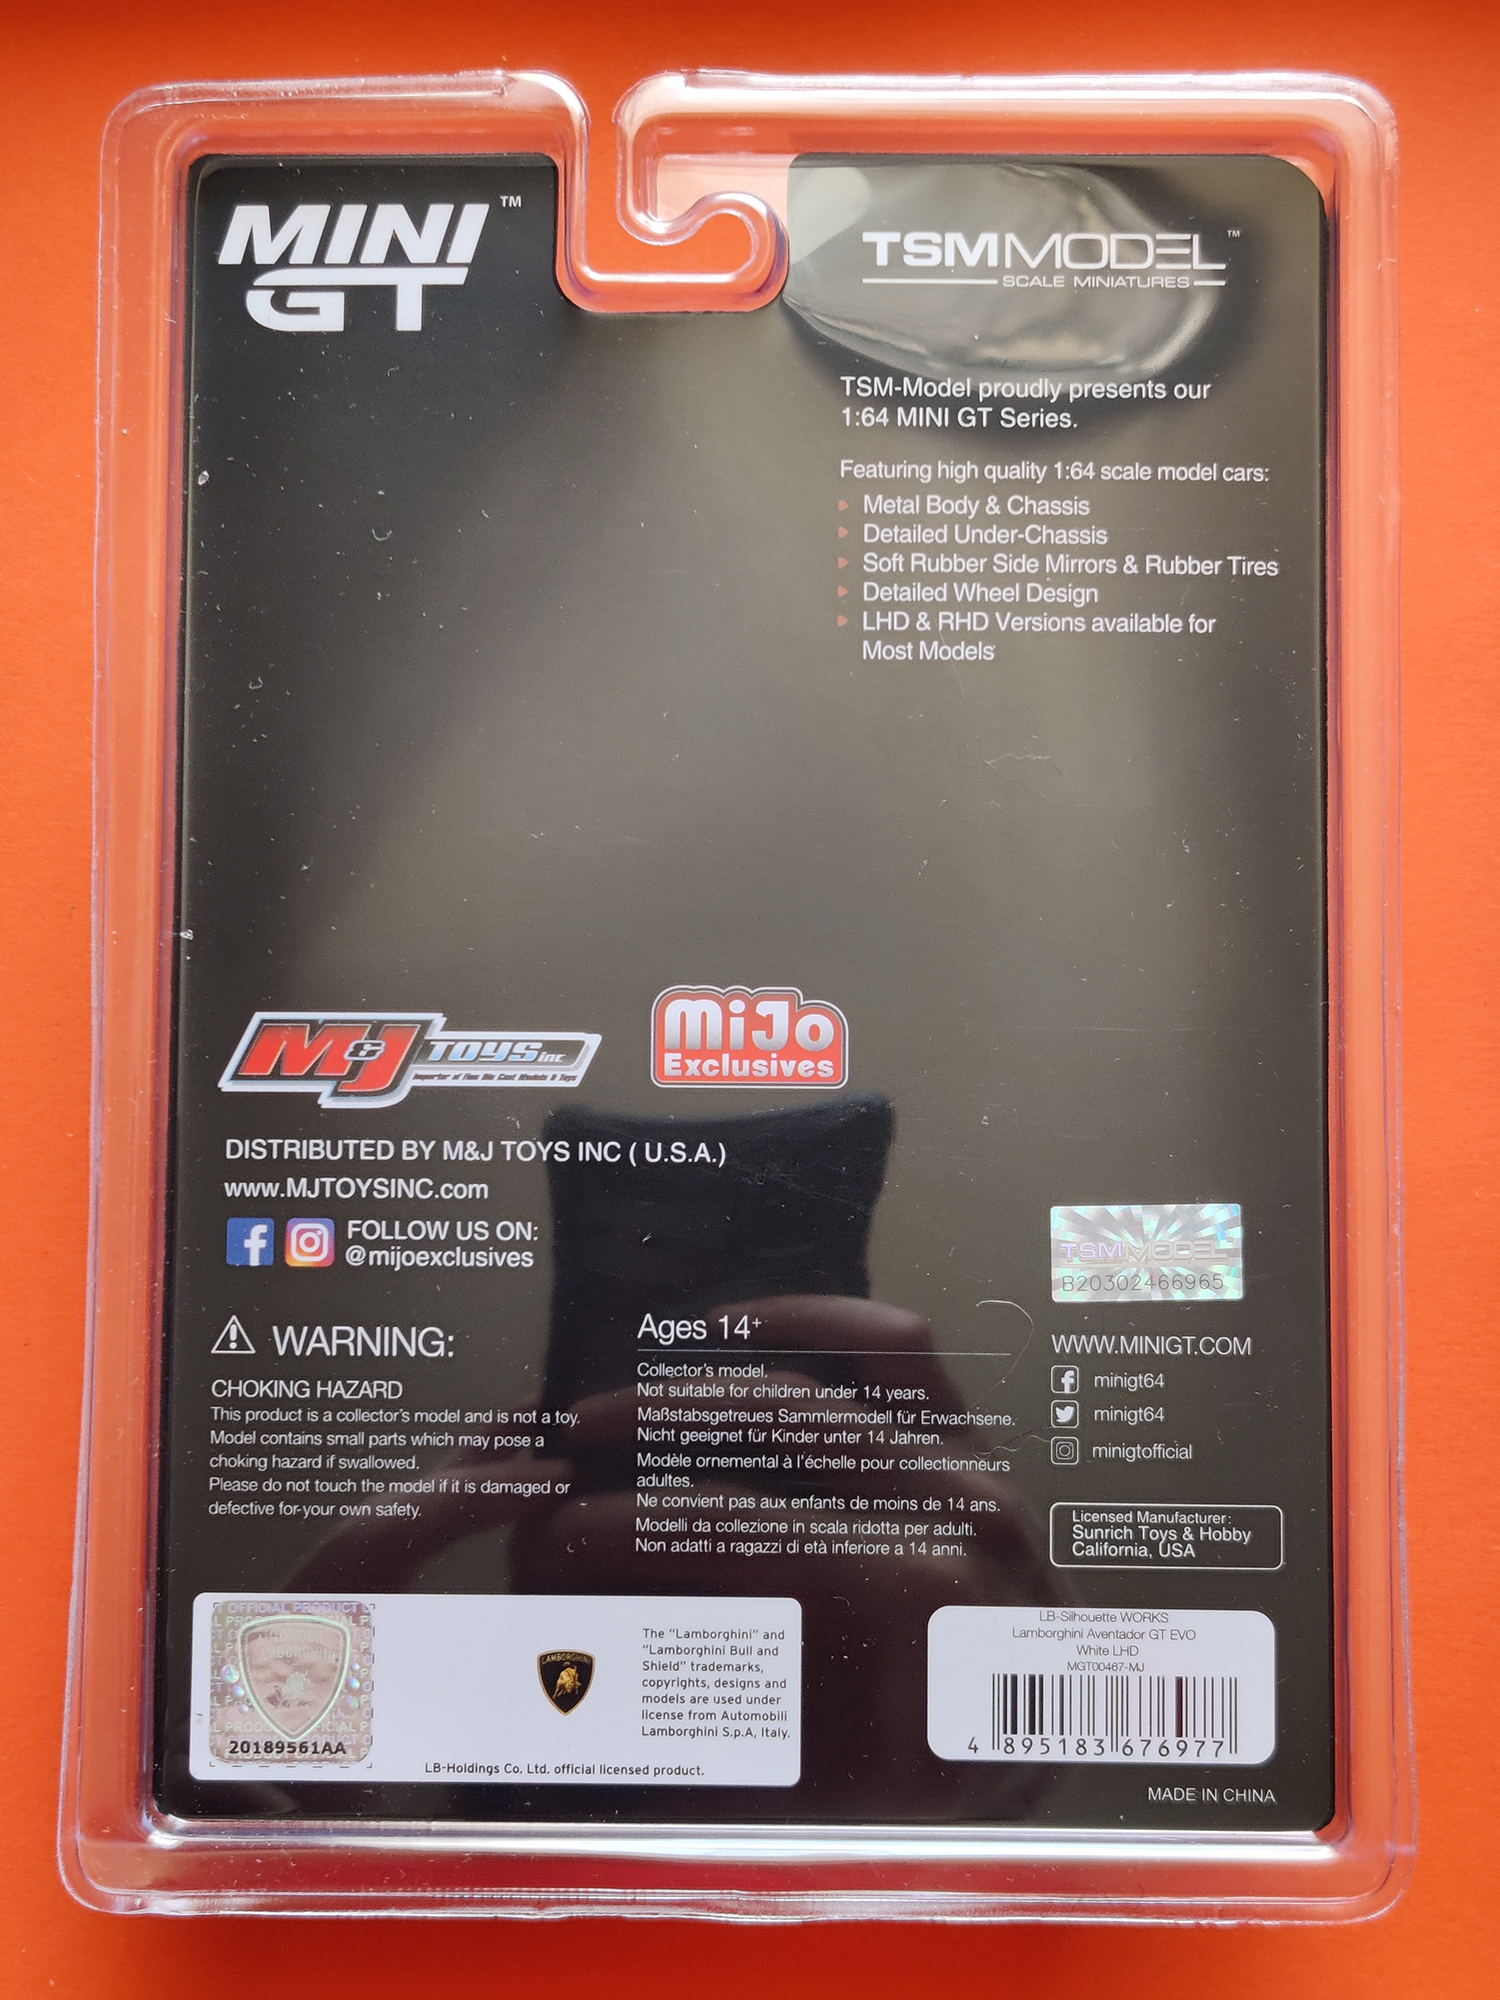 MINI GT™
TSMMODEL™
SCALE MINIATURES
TSM-Model proudly presents our
1:64 MINI GT Series.
Featuring high quality 1:64 scale model cars:
Metal Body & Chassis
Detailed Under-Chassis
Soft Rubber Side Mirrors & Rubber Tires
Detailed Wheel Design
LHD & RHD Versions available for
Most Models
M&J TOYS inc
Importer of Fine Die Cast Models & Toys
MiJo
Exclusives
DISTRIBUTED BY M&J TOYS INC ( U.S.A.)
www.MJTOYSINC.com
FOLLOW US ON:
@mijoexclusives
WARNING:
CHOKING HAZARD
This product is a collector's model and is not a toy.
Model contains small parts which may pose a
choking hazard if swallowed.
Please do not touch the model if it is damaged or
defective for your own safety.
Ages 14+
Collector's model.
Not suitable for children under 14 years.
Maßstabsgetreues Sammlermodell für Erwachsene.
Nicht geeignet für Kinder unter 14 Jahren.
Modèle ornemental à l'échelle pour collectionneurs
adultes.
Ne convient pas aux enfants de moins de 14 ans.
Modelli da collezione in scala ridotta per adulti.
Non adatti a ragazzi di età inferiore a 14 anni.
TSMMODEL
B20302466965
WWW.MINIGT.COM
minigt64
minigt64
minigtofficial
Licensed Manufacturer:
Sunrich Toys & Hobby
California, USA
OFFICIAL PRODUCT
LAMBORGHINI
20189561AA
LAMBORGHINI
The "Lamborghini" and
"Lamborghini Bull and
Shield" trademarks,
copyrights, designs and
models are used under
license from Automobili
Lamborghini S.p.A, Italy.
LB-Holdings Co. Ltd. official licensed product.
LB-Silhouette WORKS
Lamborghini Aventador GT EVO
White LHD
MGT00467-MJ
4 895183 676977
MADE IN CHINA